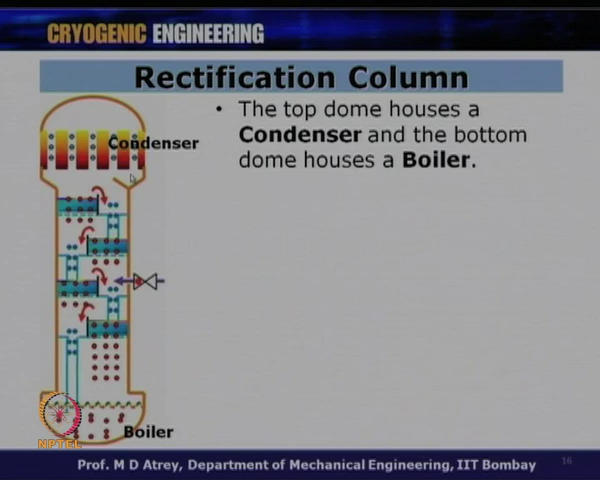 CRYOGENIC ENGINEERING
Rectification Column
• The top dome houses a
Condenser and the bottom
dome houses a Boiler.
Condenser
Boiler
NPTEL
Prof. M D Atrey, Department of Mechanical Engineering, IIT Bombay
16